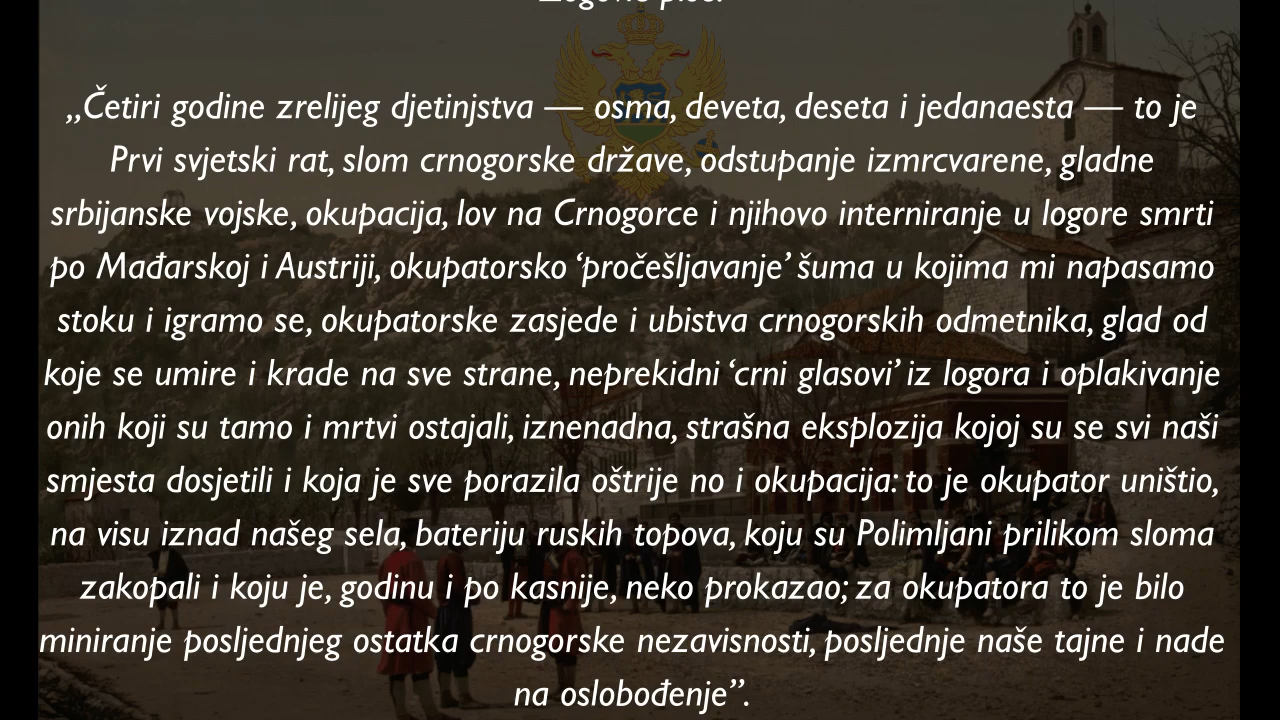 „Četiri godine zrelijeg djetinjstva — osma, deveta, deseta i jedanaesta — to je
Prvi svjetski rat, slom crnogorske države, odstupanje izmrcvarene, gladne
srbijanske vojske, okupacija, lov na Crnogorce i njihovo interniranje u logore smrti
po Mađarskoj i Austriji, okupatorsko ‘pročešljavanje’ šuma u kojima mi napasamo
stoku i igramo se, okupatorske zasjede i ubistva crnogorskih odmetnika, glad od
koje se umire i krade na sve strane, neprekidni ‘crni glasovi’ iz logora i oplakivanje
onih koji su tamo i mrtvi ostajali, iznenadna, strašna eksplozija kojoj su se svi naši
smjesta dosjetili i koja je sve porazila oštrije no i okupacija: to je okupator uništio,
na visu iznad našeg sela, bateriju ruskih topova, koju su Polimljani prilikom sloma
zakopali i koju je, godinu i po kasnije, neko prokazao; za okupatora to je bilo
miniranje posljednjeg ostatka crnogorske nezavisnosti, posljednje naše tajne i nade
na oslobođenje”.